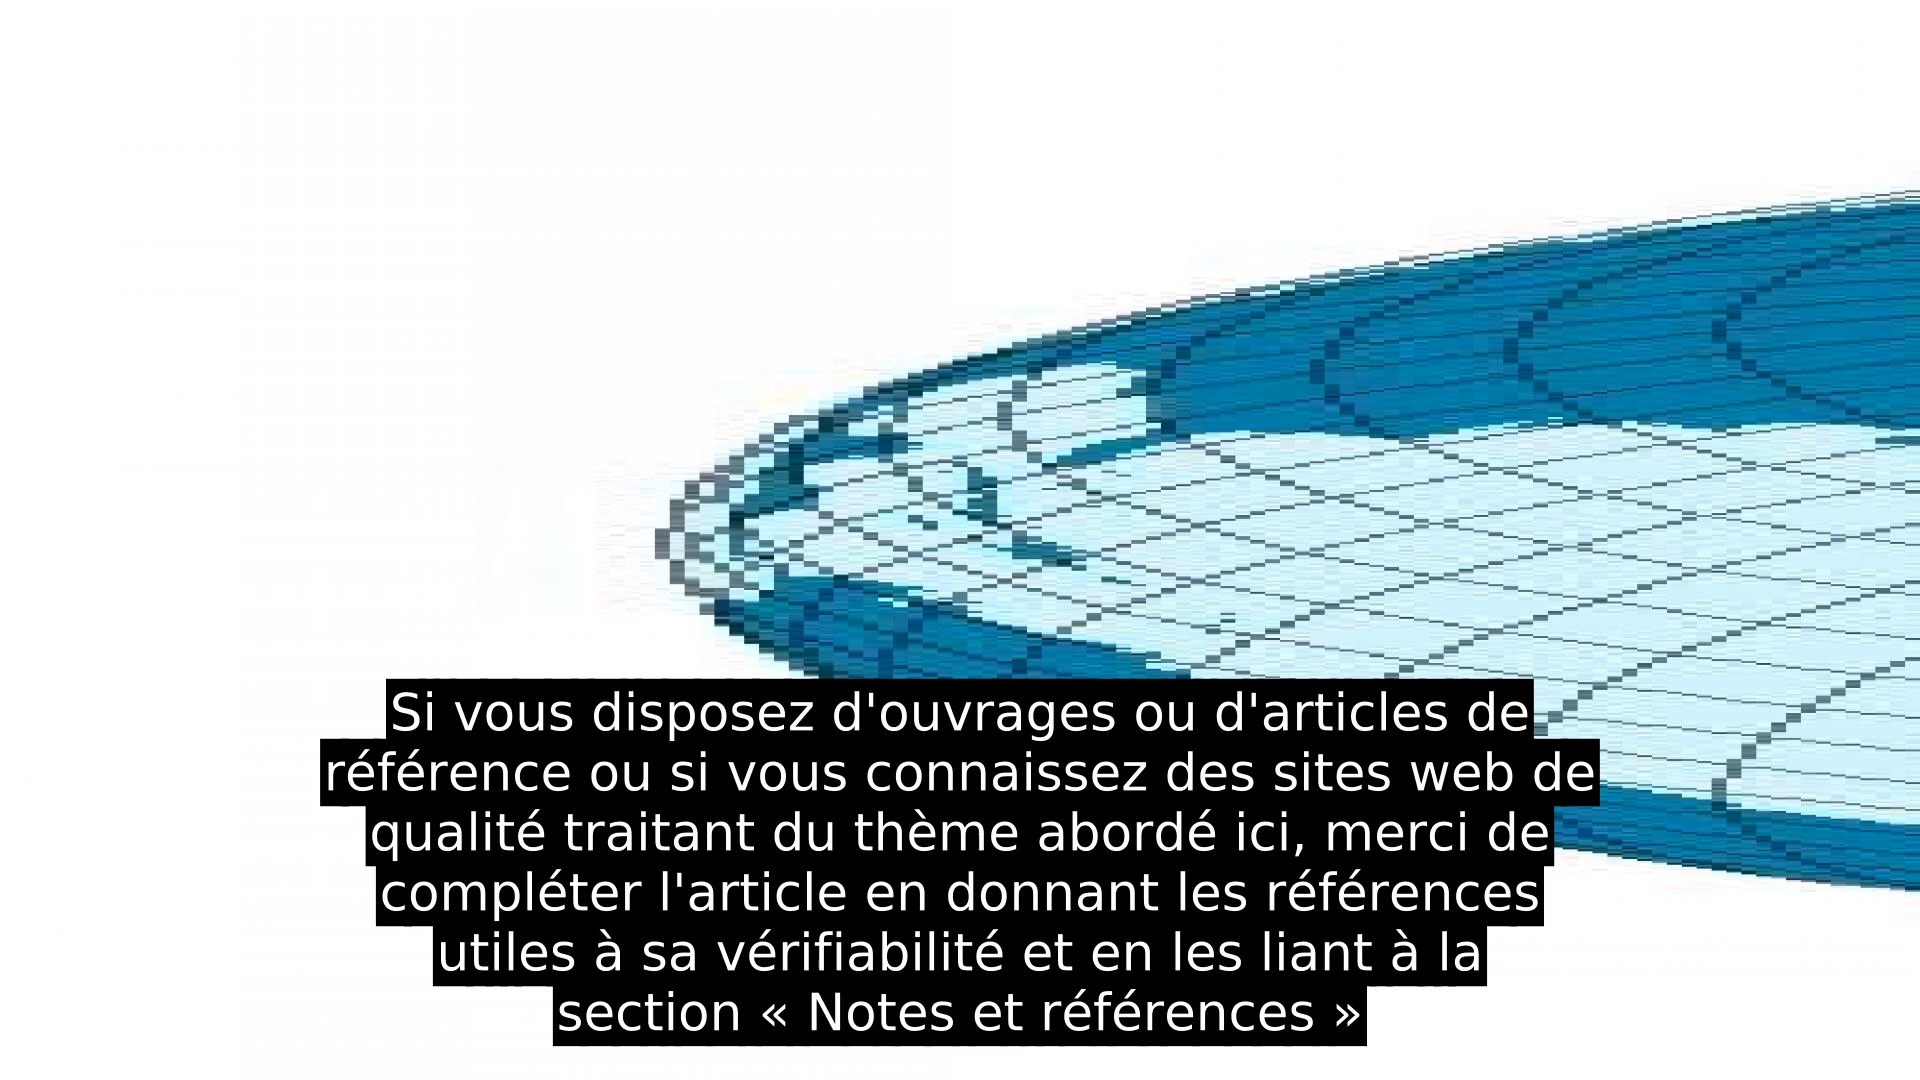 Si vous disposez d'ouvrages ou d'articles de
référence ou si vous connaissez des sites web de
qualité traitant du thème abordé ici, merci de
compléter l'article en donnant les références
utiles à sa vérifiabilité et en les liant à la
section « Notes et références »